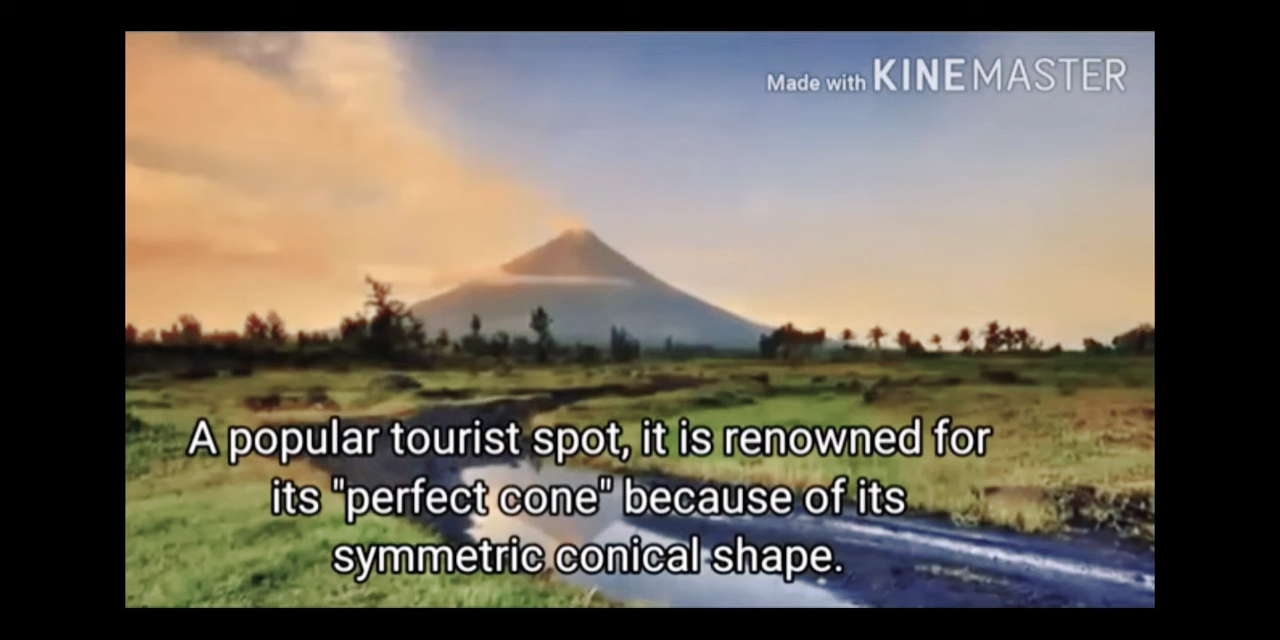 Made with KINEMASTER
A popular tourist spot, it is renowned for
its "perfect cone" because of its
symmetric conical shape.